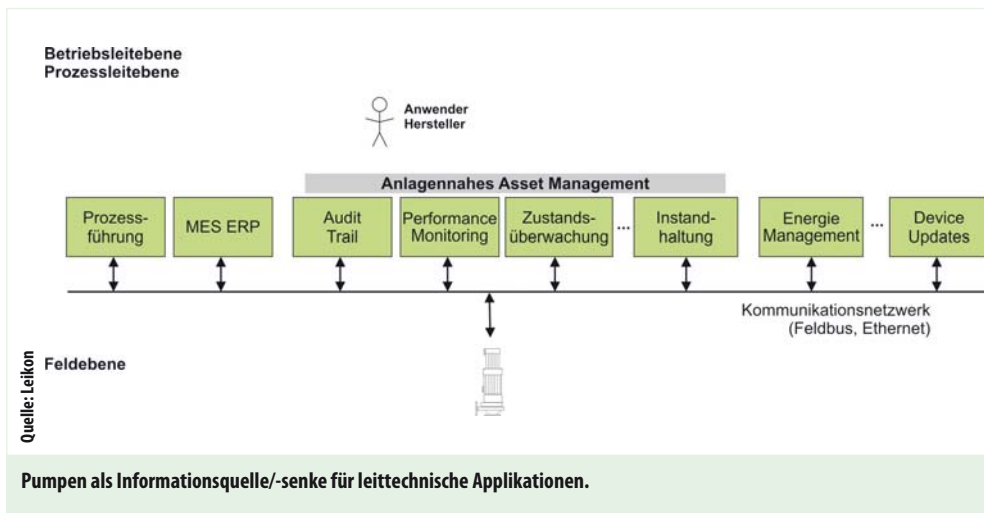 Betriebsleitebene
Prozessleitebene
Anwender
Hersteller
Anlagennahes Asset Management
Prozess-
führung
MES ERP
Audit
Trail
Performance
Monitoring
Zustands-
überwachung
...
Instand-
haltung
Energie
Management
...
Device
Updates
Kommunikationsnetzwerk
(Feldbus, Ethernet)
Feldebene
Quelle: Leikon
Pumpen als Informationsquelle/-senke für leittechnische Applikationen.